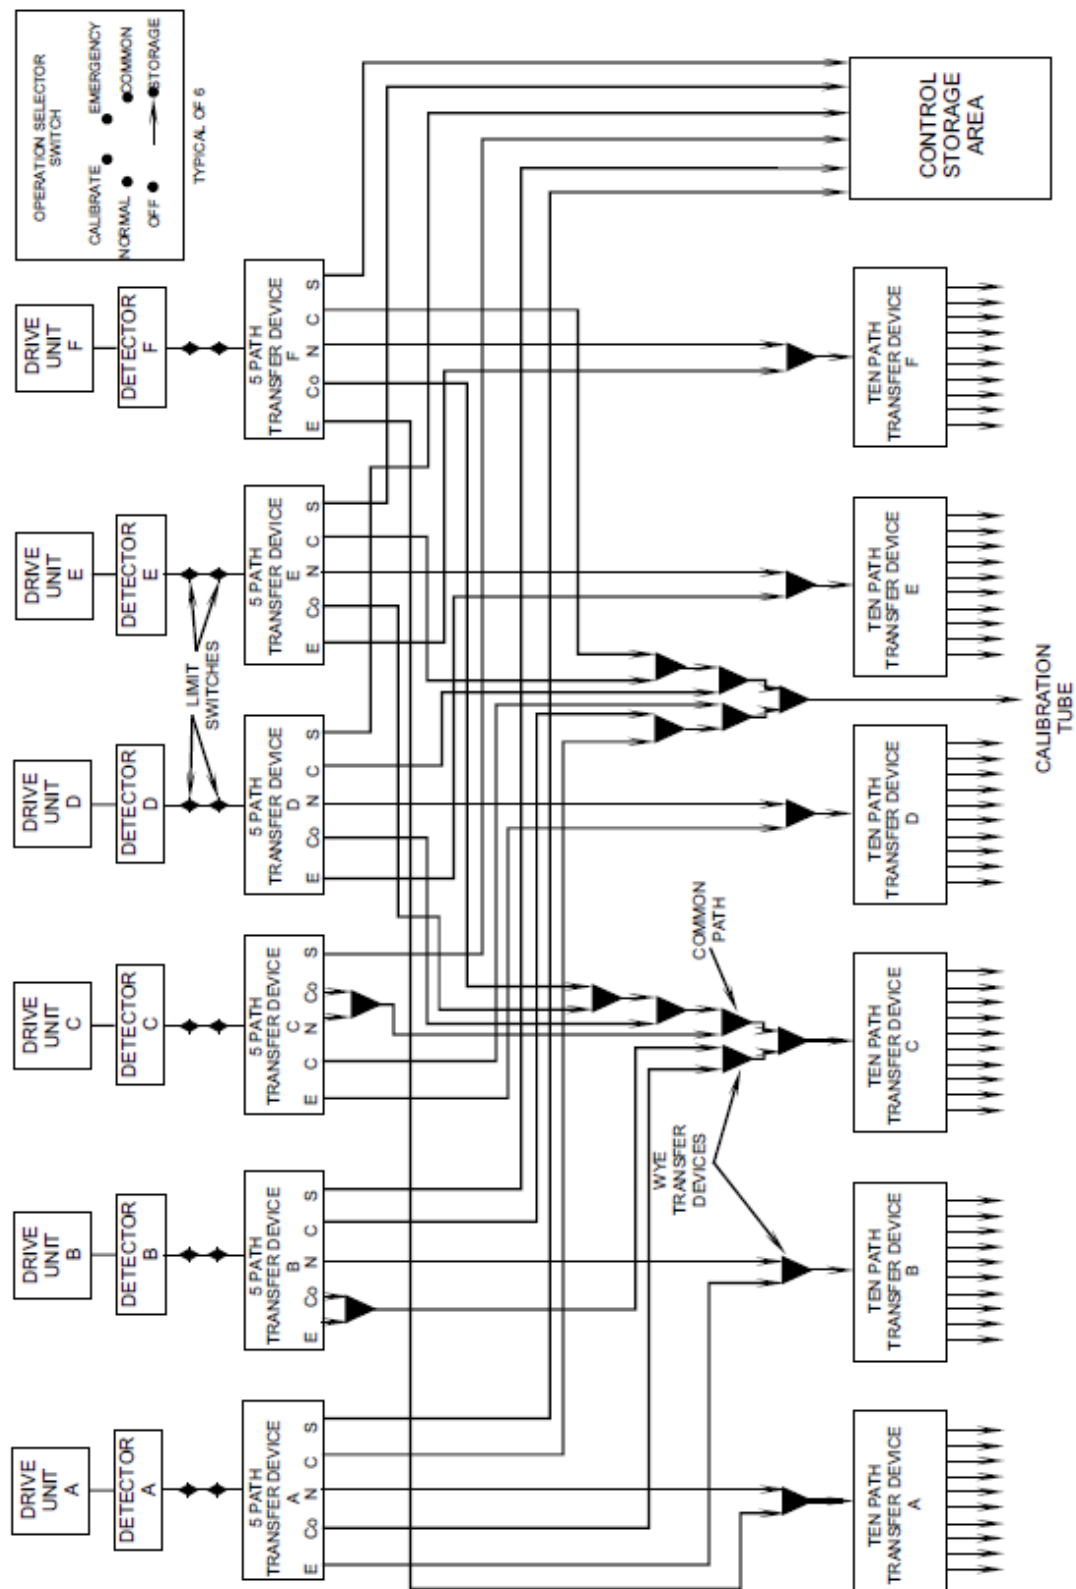 OPERATION SELECTOR
SWITCH
CALIBRATE
EMERGENCY
NORMAL
COMMON
OFF
STORAGE
TYPICAL OF 6
DRIVE
UNIT
A
DRIVE
UNIT
B
DRIVE
UNIT
C
DRIVE
UNIT
D
DRIVE
UNIT
E
DRIVE
UNIT
F
DETECTOR
A
DETECTOR
B
DETECTOR
C
DETECTOR
D
DETECTOR
E
DETECTOR
F
LIMIT
SWITCHES
5 PATH
TRANSFER DEVICE
A
E Co N C S
5 PATH
TRANSFER DEVICE
B
E Co N C S
5 PATH
TRANSFER DEVICE
C
E C N Co S
5 PATH
TRANSFER DEVICE
D
E Co N C S
5 PATH
TRANSFER DEVICE
E
E Co N C S
5 PATH
TRANSFER DEVICE
F
E Co N C S
WYE
TRANSFER
DEVICES
COMMON
PATH
TEN PATH
TRANSFER DEVICE
A
TEN PATH
TRANSFER DEVICE
B
TEN PATH
TRANSFER DEVICE
C
TEN PATH
TRANSFER DEVICE
D
TEN PATH
TRANSFER DEVICE
E
TEN PATH
TRANSFER DEVICE
F
CONTROL
STORAGE
AREA
CALIBRATION
TUBE